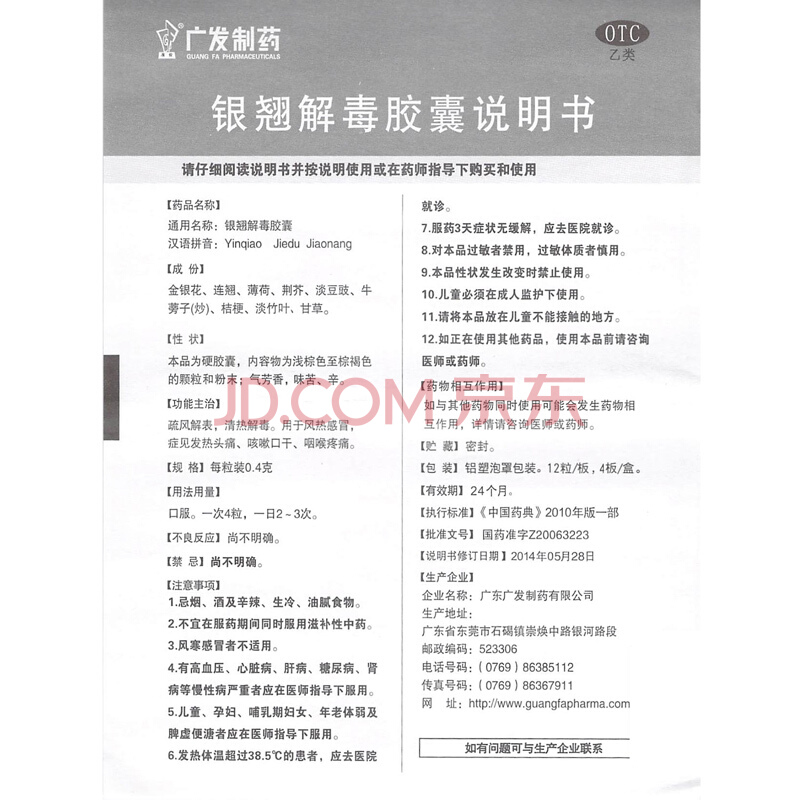 广发制药
GUANG FA PHARMACEUTICALS
OTC
乙类
银翘解毒胶囊说明书
请仔细阅读说明书并按说明使用或在药师指导下购买和使用
【药品名称】
通用名称：银翘解毒胶囊
汉语拼音：Yinqiao Jiedu Jiaonang
【成 份】
金银花、连翘、薄荷、荆芥、淡豆豉、牛
蒡子(炒)、桔梗、淡竹叶、甘草。
【性 状】
本品为硬胶囊，内容物为浅棕色至棕褐色
的颗粒和粉末；气芳香，味苦、辛。
【功能主治】
疏风解表，清热解毒。用于风热感冒，
症见发热头痛、咳嗽口干、咽喉疼痛。
【规 格】每粒装0.4克
【用法用量】
口服。一次4粒，一日2～3次。
【不良反应】尚不明确。
【禁 忌】尚不明确。
【注意事项】
1.忌烟、酒及辛辣、生冷、油腻食物。
2.不宜在服药期间同时服用滋补性中药。
3.风寒感冒者不适用。
4.有高血压、心脏病、肝病、糖尿病、肾
病等慢性病严重者应在医师指导下服用。
5.儿童、孕妇、哺乳期妇女、年老体弱及
脾虚便溏者应在医师指导下服用。
6.发热体温超过38.5℃的患者，应去医院
就诊。
7.服药3天症状无缓解，应去医院就诊。
8.对本品过敏者禁用，过敏体质者慎用。
9.本品性状发生改变时禁止使用。
10.儿童必须在成人监护下使用。
11.请将本品放在儿童不能接触的地方。
12.如正在使用其他药品，使用本品前请咨询
医师或药师。
【药物相互作用】
如与其他药物同时使用可能会发生药物相
互作用，详情请咨询医师或药师。
【贮 藏】密封。
【包 装】铝塑泡罩包装。12粒/板，4板/盒。
【有效期】24个月。
【执行标准】《中国药典》2010年版一部
【批准文号】国药准字Z20063223
【说明书修订日期】2014年05月28日
【生产企业】
企业名称：广东广发制药有限公司
生产地址：
广东省东莞市石碣镇崇焕中路银河路段
邮政编码：523306
电话号码：(0769) 86385112
传真号码：(0769) 86367911
网 址：http://www.guangfapharma.com
如有问题可与生产企业联系
JD.COM 京东